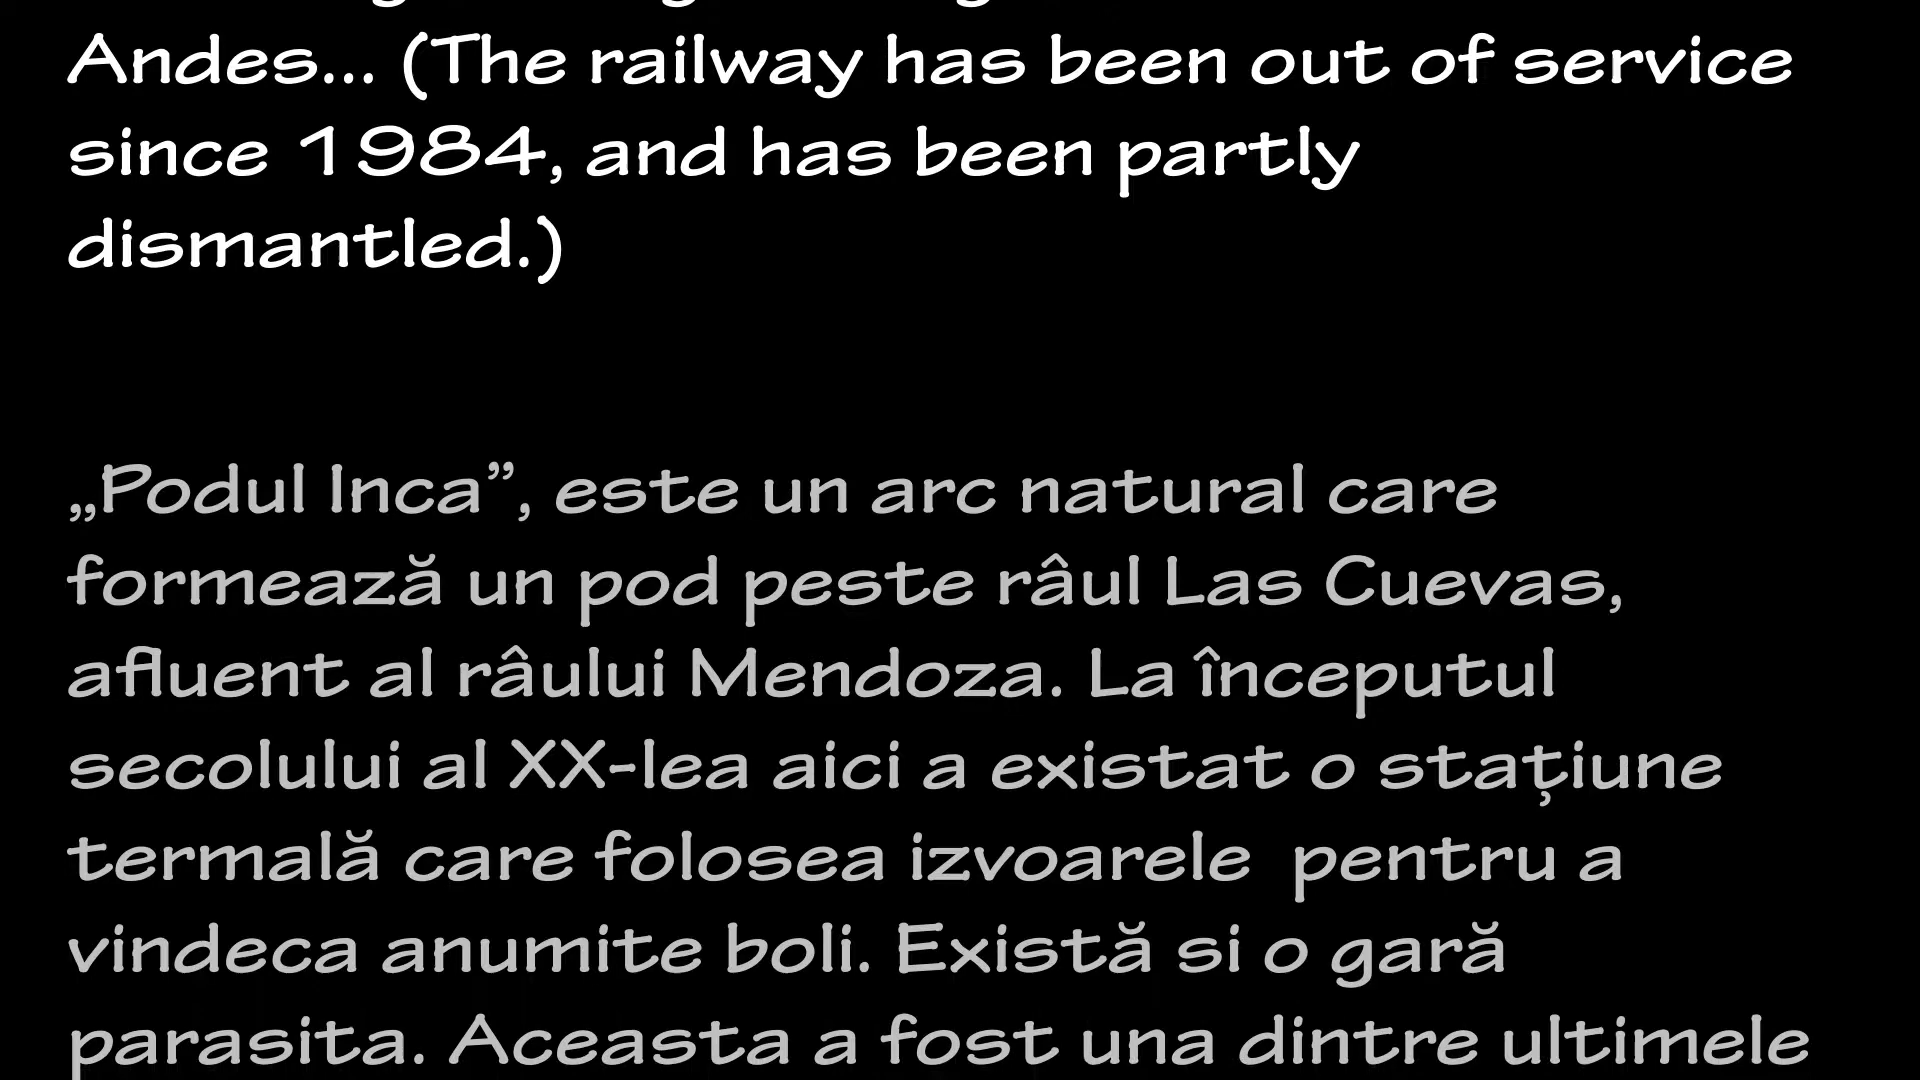 Andes... (The railway has been out of service
since 1984, and has been partly
dismantled.)
„Podul Inca”, este un arc natural care
formează un pod peste râul Las Cuevas,
afluent al râului Mendoza. La începutul
secolului al XX-lea aici a existat o stațiune
termală care folosea izvoarele  pentru a
vindeca anumite boli. Există si o gară
parasita. Aceasta a fost una dintre ultimele